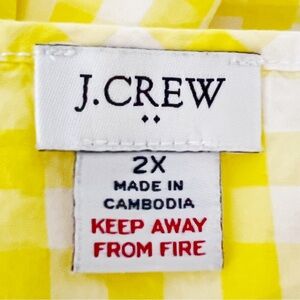 J.CREW
2X
MADE IN
CAMBODIA
KEEP AWAY
FROM FIRE